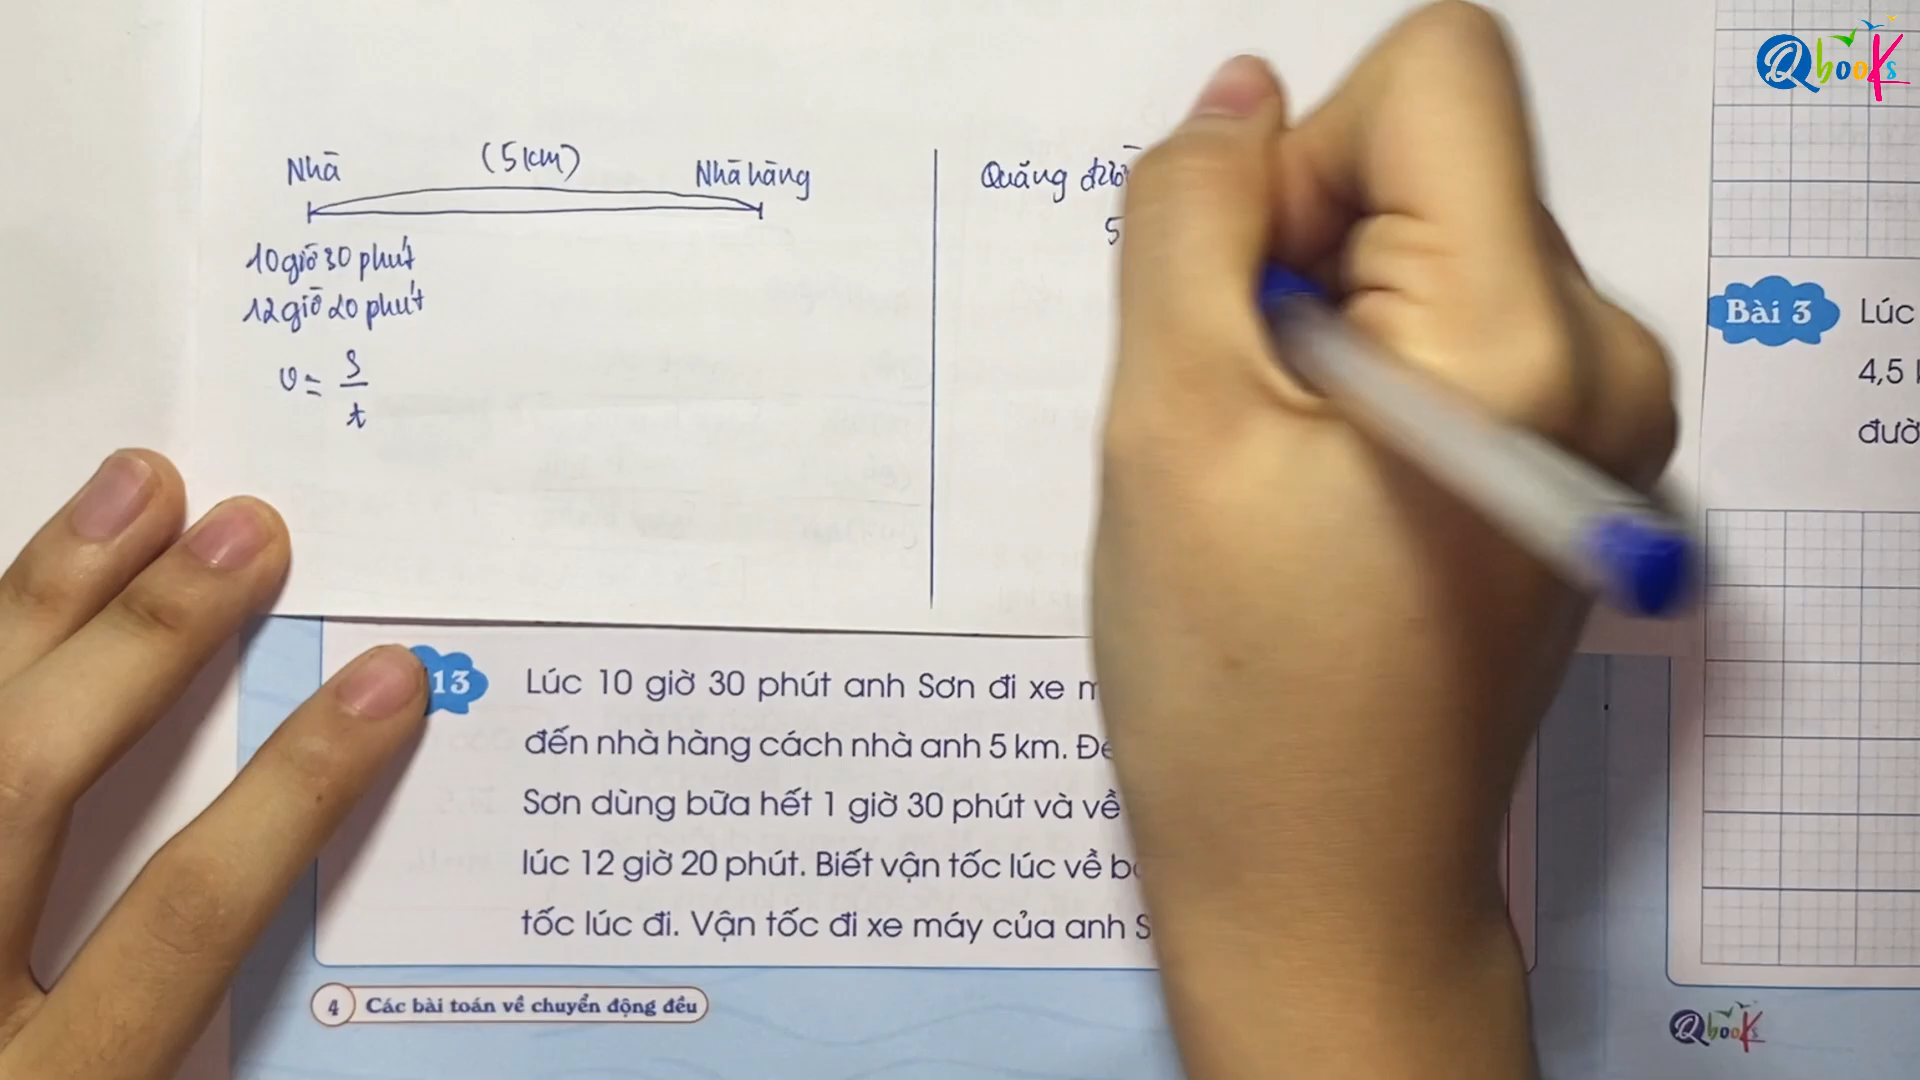 Qbooks
Nhà (5km) Nhà hàng
10 giờ 30 phút
12 giờ 20 phút
v = s
t
Quãng
5
Bài 3 Lúc
4,5
13 Lúc 10 giờ 30 phút anh Sơn đi xe
đến nhà hàng cách nhà anh 5 km.
Sơn dùng bữa hết 1 giờ 30 phút và về
lúc 12 giờ 20 phút. Biết vận tốc lúc về
tốc lúc đi. Vận tốc đi xe máy của anh
4 Các bài toán về chuyển động đều
Qbooks